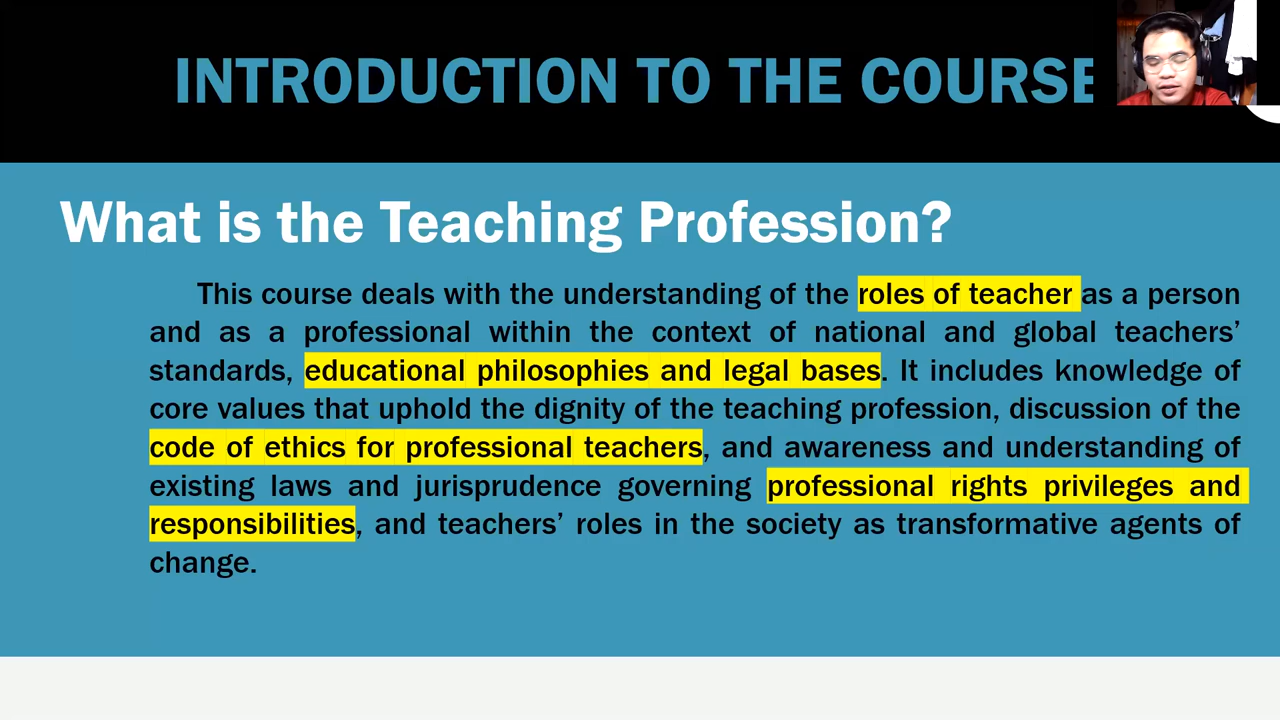 INTRODUCTION TO THE COURSE
What is the Teaching Profession?
This course deals with the understanding of the roles of teacher as a person
and as a professional within the context of national and global teachers’
standards, educational philosophies and legal bases. It includes knowledge of
core values that uphold the dignity of the teaching profession, discussion of the
code of ethics for professional teachers, and awareness and understanding of
existing laws and jurisprudence governing professional rights privileges and
responsibilities, and teachers’ roles in the society as transformative agents of
change.